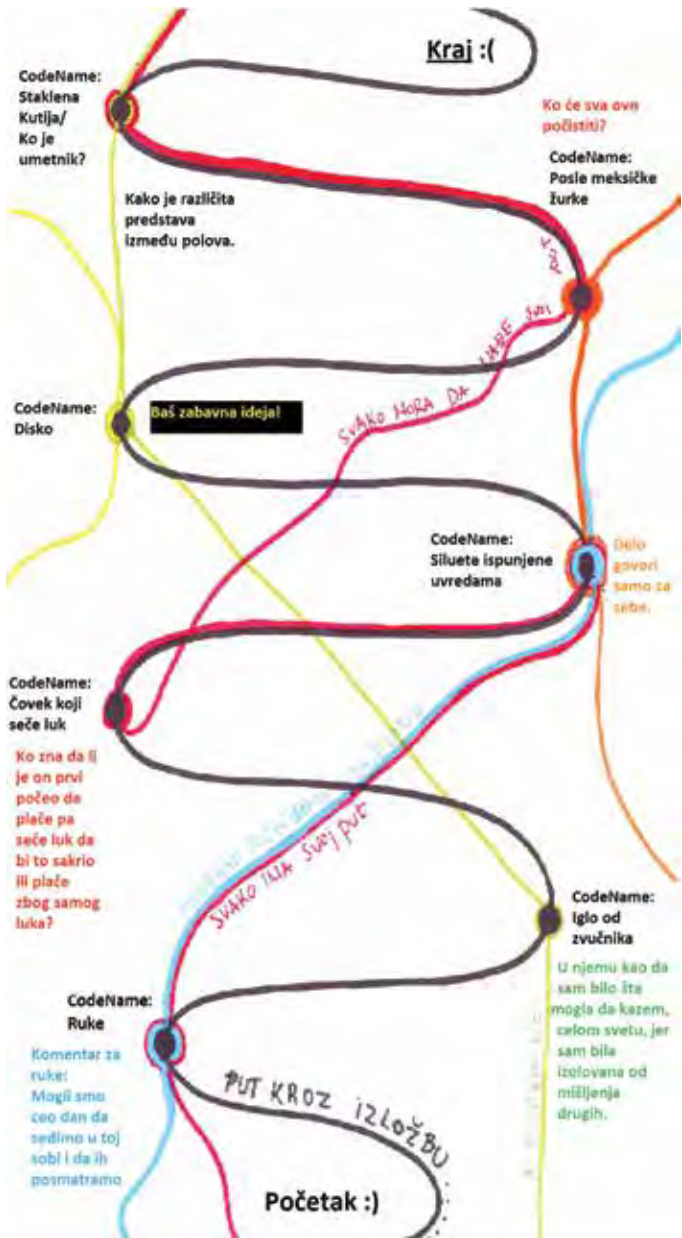 Kraj :(
CodeName:
Staklena
Kutija/
Ko je
umetnik?
Ko će sva ovo
počistiti?
CodeName:
Posle meksičke
žurke
Kako je različita
predstava
između polova.
SVAKO MORA DA
CodeName:
Disko
Baš zabavna ideja!
CodeName:
Siluete ispunjene
uvredama
Delo
govori
samo za
sebe.
CodeName:
Čovek koji
seče luk
Ko zna da li
je on prvi
počeo da
plače pa
seče luk da
bi to sakrio
ili plače
zbog samog
luka?
SVAKO IMA Svoj put
CodeName:
Iglo od
zvučnika
U njemu kao da
sam bilo šta
mogla da kazem,
celom svetu, jer
sam bila
izolovana od
mišljenja
drugih.
CodeName:
Ruke
Komentar za
ruke:
Mogli smo
ceo dan da
sedimo u toj
sobi i da ih
posmatramo
PUT KROZ IZLOŽBU....
Početak :)